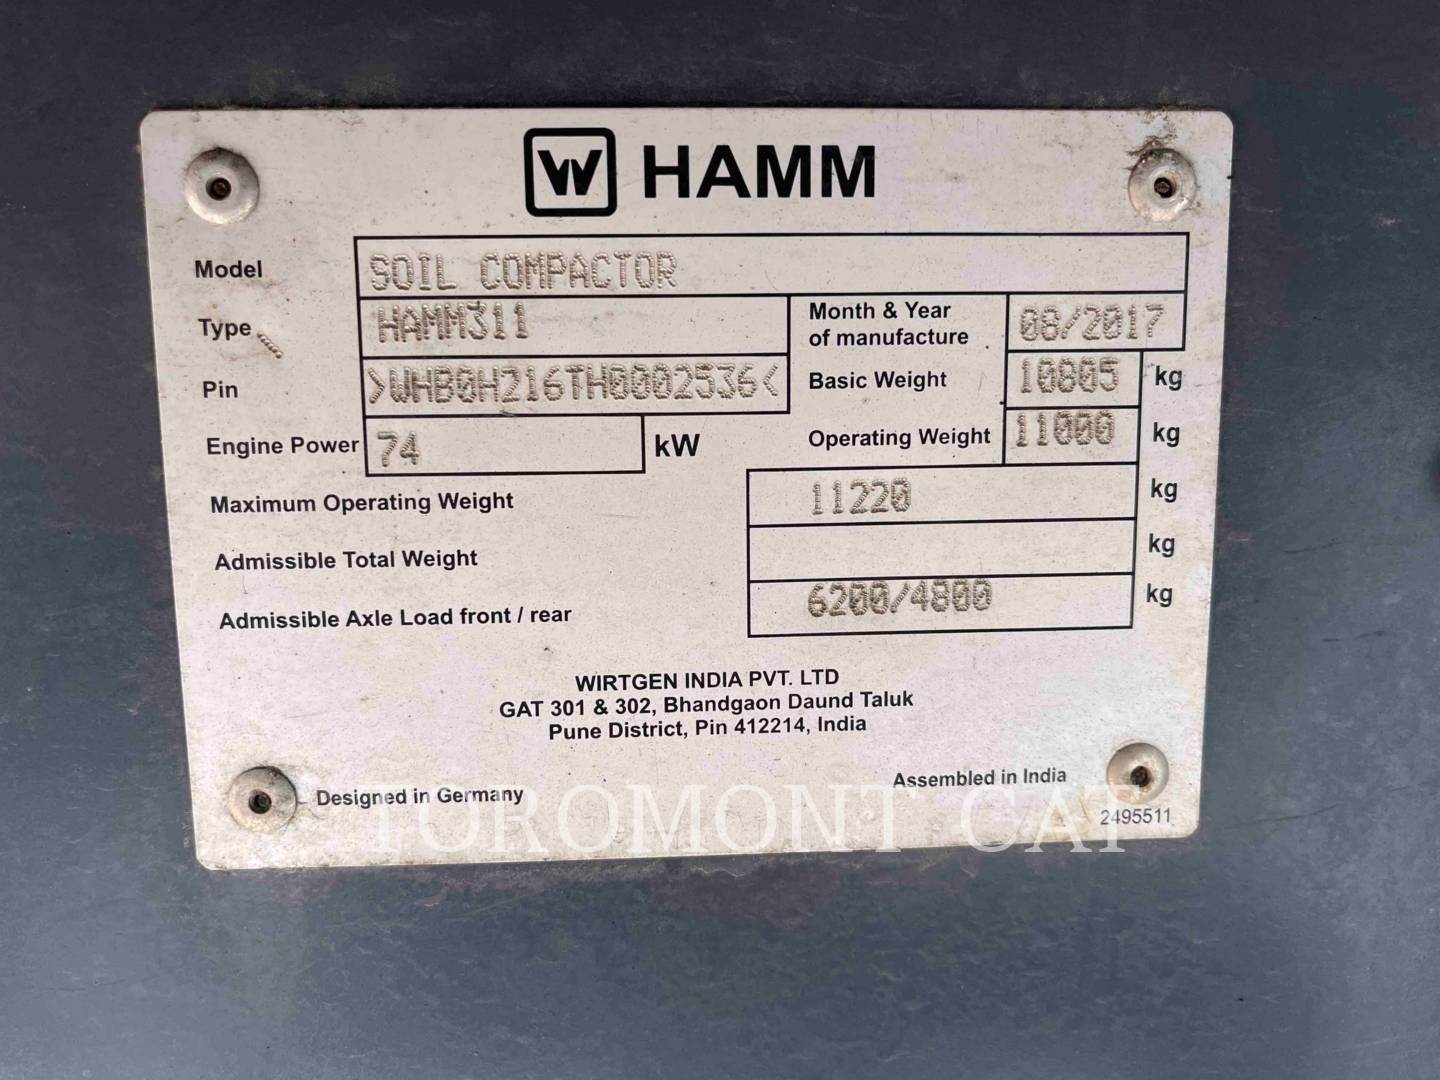 W HAMM
Model SOIL COMPACTOR
Type HAMM311 Month & Year of manufacture 08/2017
Pin >WHB0H216TH0002536< Basic Weight 10805 kg
Engine Power 74 kW Operating Weight 11000 kg
Maximum Operating Weight 11220 kg
Admissible Total Weight kg
Admissible Axle Load front / rear 6200/4800 kg
WIRTGEN INDIA PVT. LTD
GAT 301 & 302, Bhandgaon Daund Taluk
Pune District, Pin 412214, India
Designed in Germany Assembled in India
2495511
TOROMONT CAT